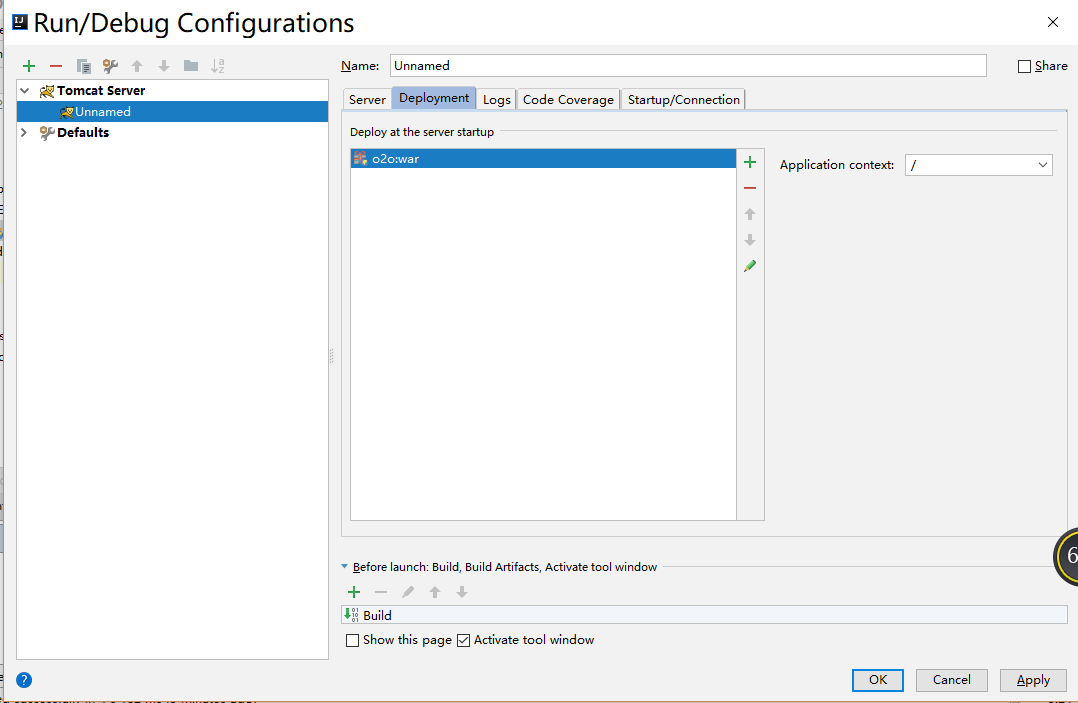 Run/Debug Configurations
Name: Unnamed
Share
Tomcat Server
Unnamed
Defaults
Server
Deployment
Logs
Code Coverage
Startup/Connection
Deploy at the server startup
o2o:war
Application context: /
Before launch: Build, Build Artifacts, Activate tool window
Build
Show this page
Activate tool window
OK
Cancel
Apply
6